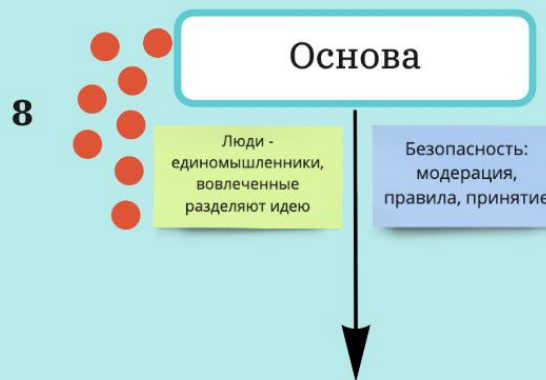 Основа
8
Люди -
единомышленники,
вовлеченные
разделяют идею
Безопасность:
модерация,
правила, принятие